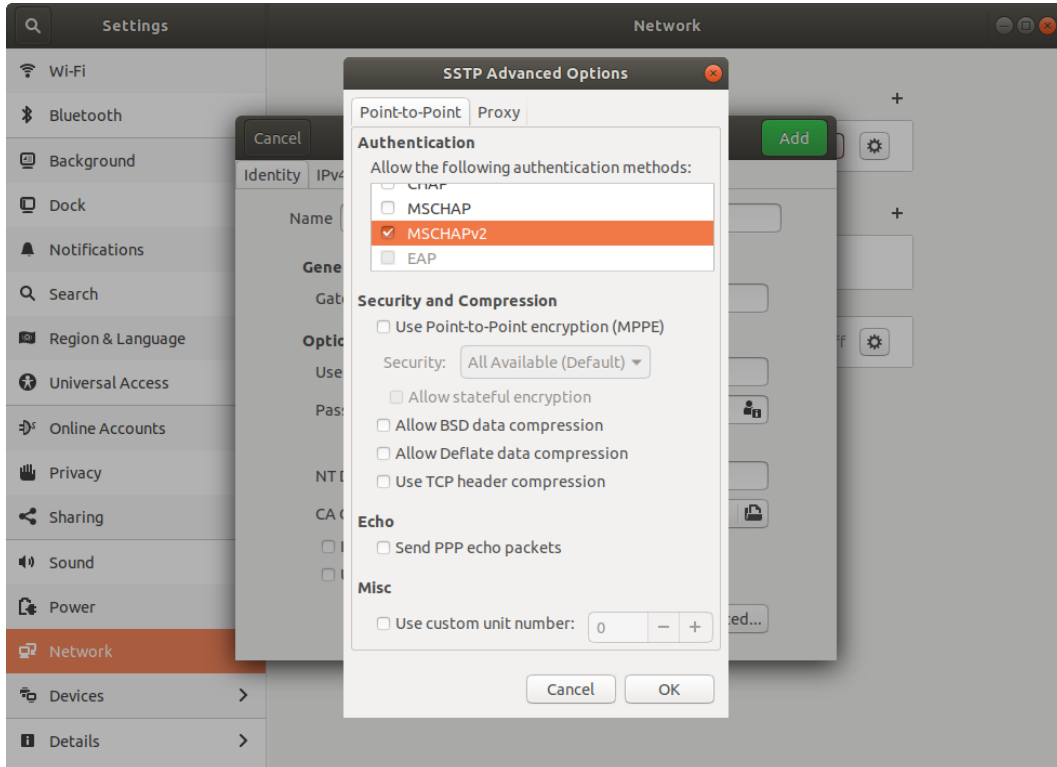 Settings
Network
Wi-Fi
Bluetooth
Background
Dock
Notifications
Search
Region & Language
Universal Access
Online Accounts
Privacy
Sharing
Sound
Power
Network
Devices
Details
Cancel
Add
Identity
Name
SSTP Advanced Options
Point-to-Point Proxy
Authentication
Allow the following authentication methods:
CHAP
MSCHAP
MSCHAPv2
EAP
Security and Compression
Use Point-to-Point encryption (MPPE)
Security: All Available (Default)
Allow stateful encryption
Allow BSD data compression
Allow Deflate data compression
Use TCP header compression
Echo
Send PPP echo packets
Misc
Use custom unit number: 0 − +
Cancel OK